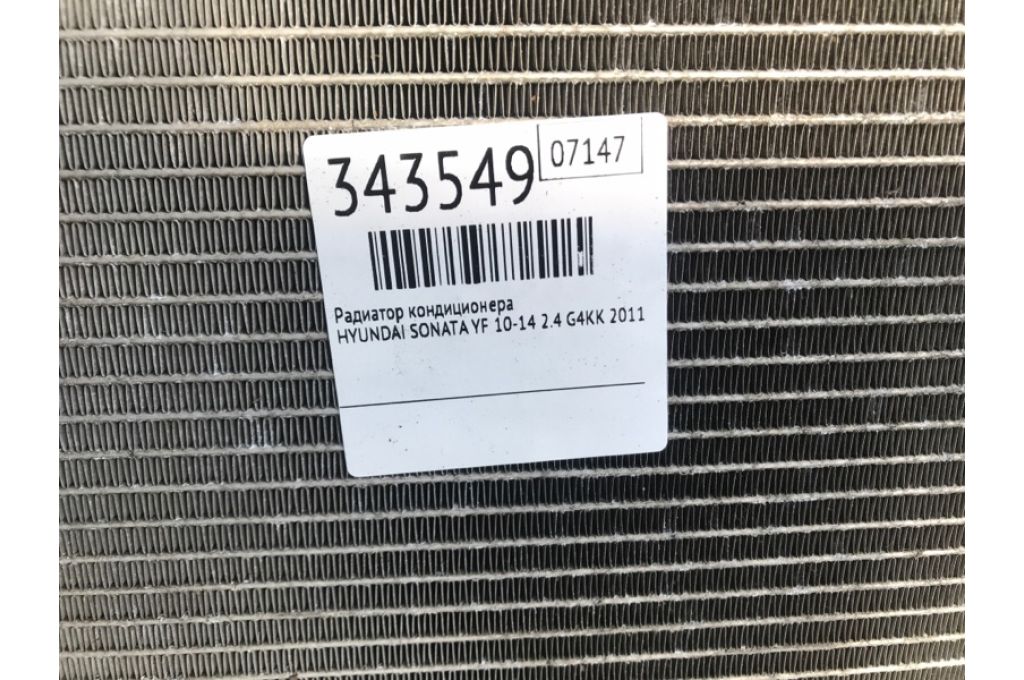 343549
07147
Радиатор кондиционера
HYUNDAI SONATA YF 10-14 2.4 G4KK 2011